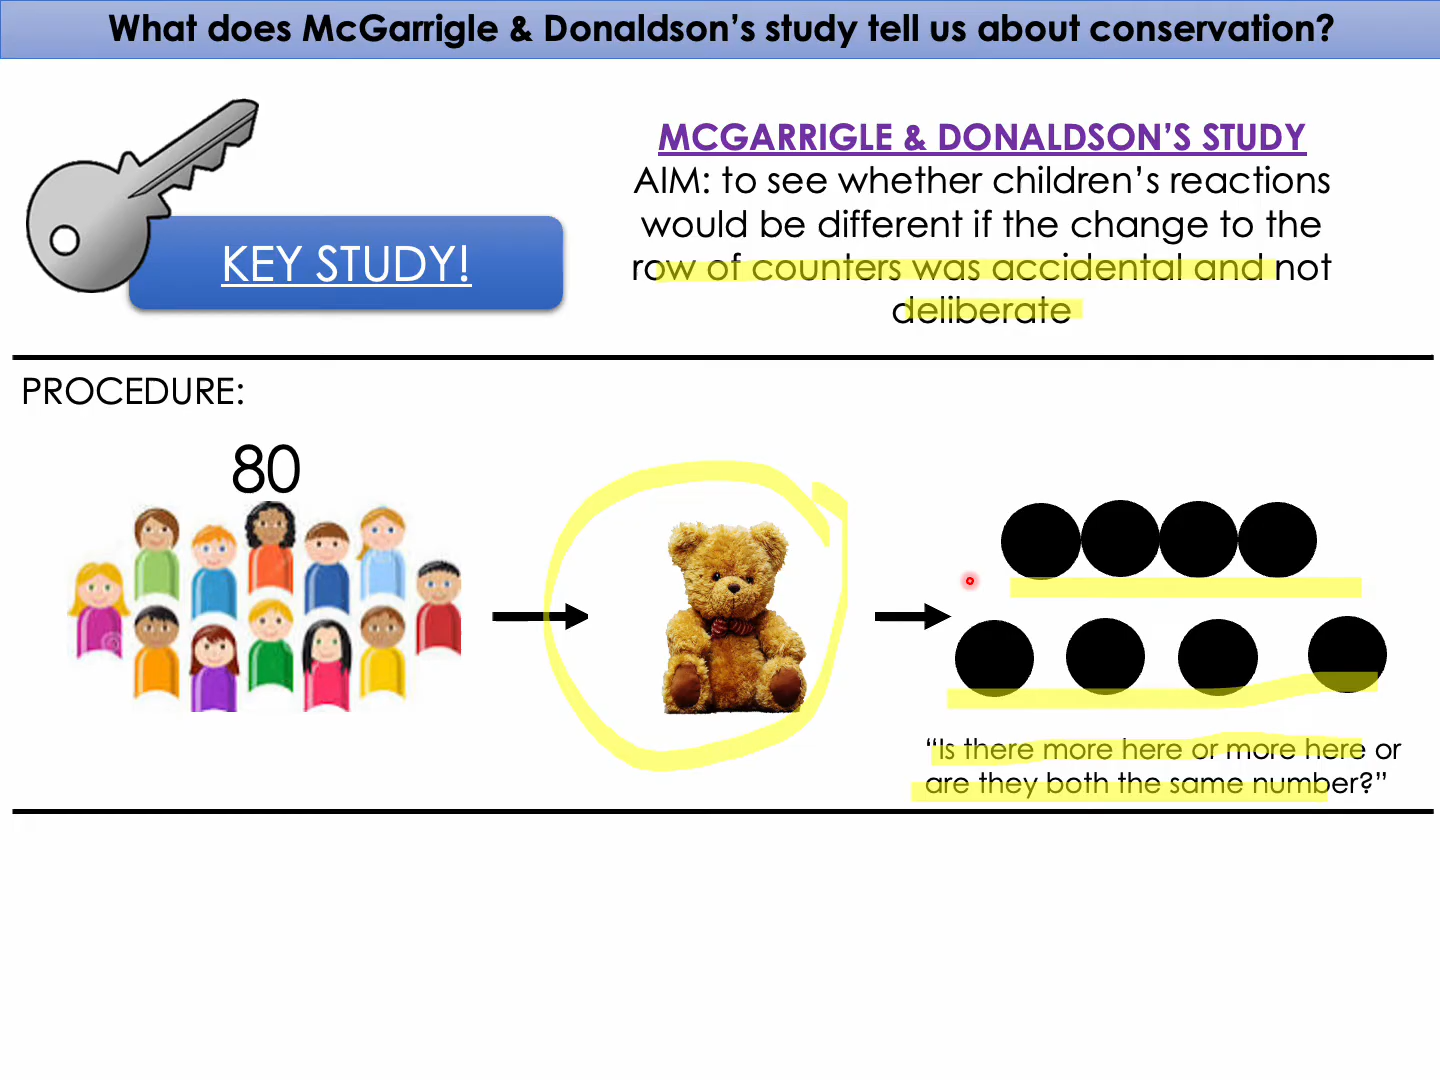 What does McGarrigle & Donaldson’s study tell us about conservation?
KEY STUDY!
MCGARRIGLE & DONALDSON’S STUDY
AIM: to see whether children’s reactions
would be different if the change to the
row of counters was accidental and not
deliberate
PROCEDURE:
80
“Is there more here or more here or
are they both the same number?”